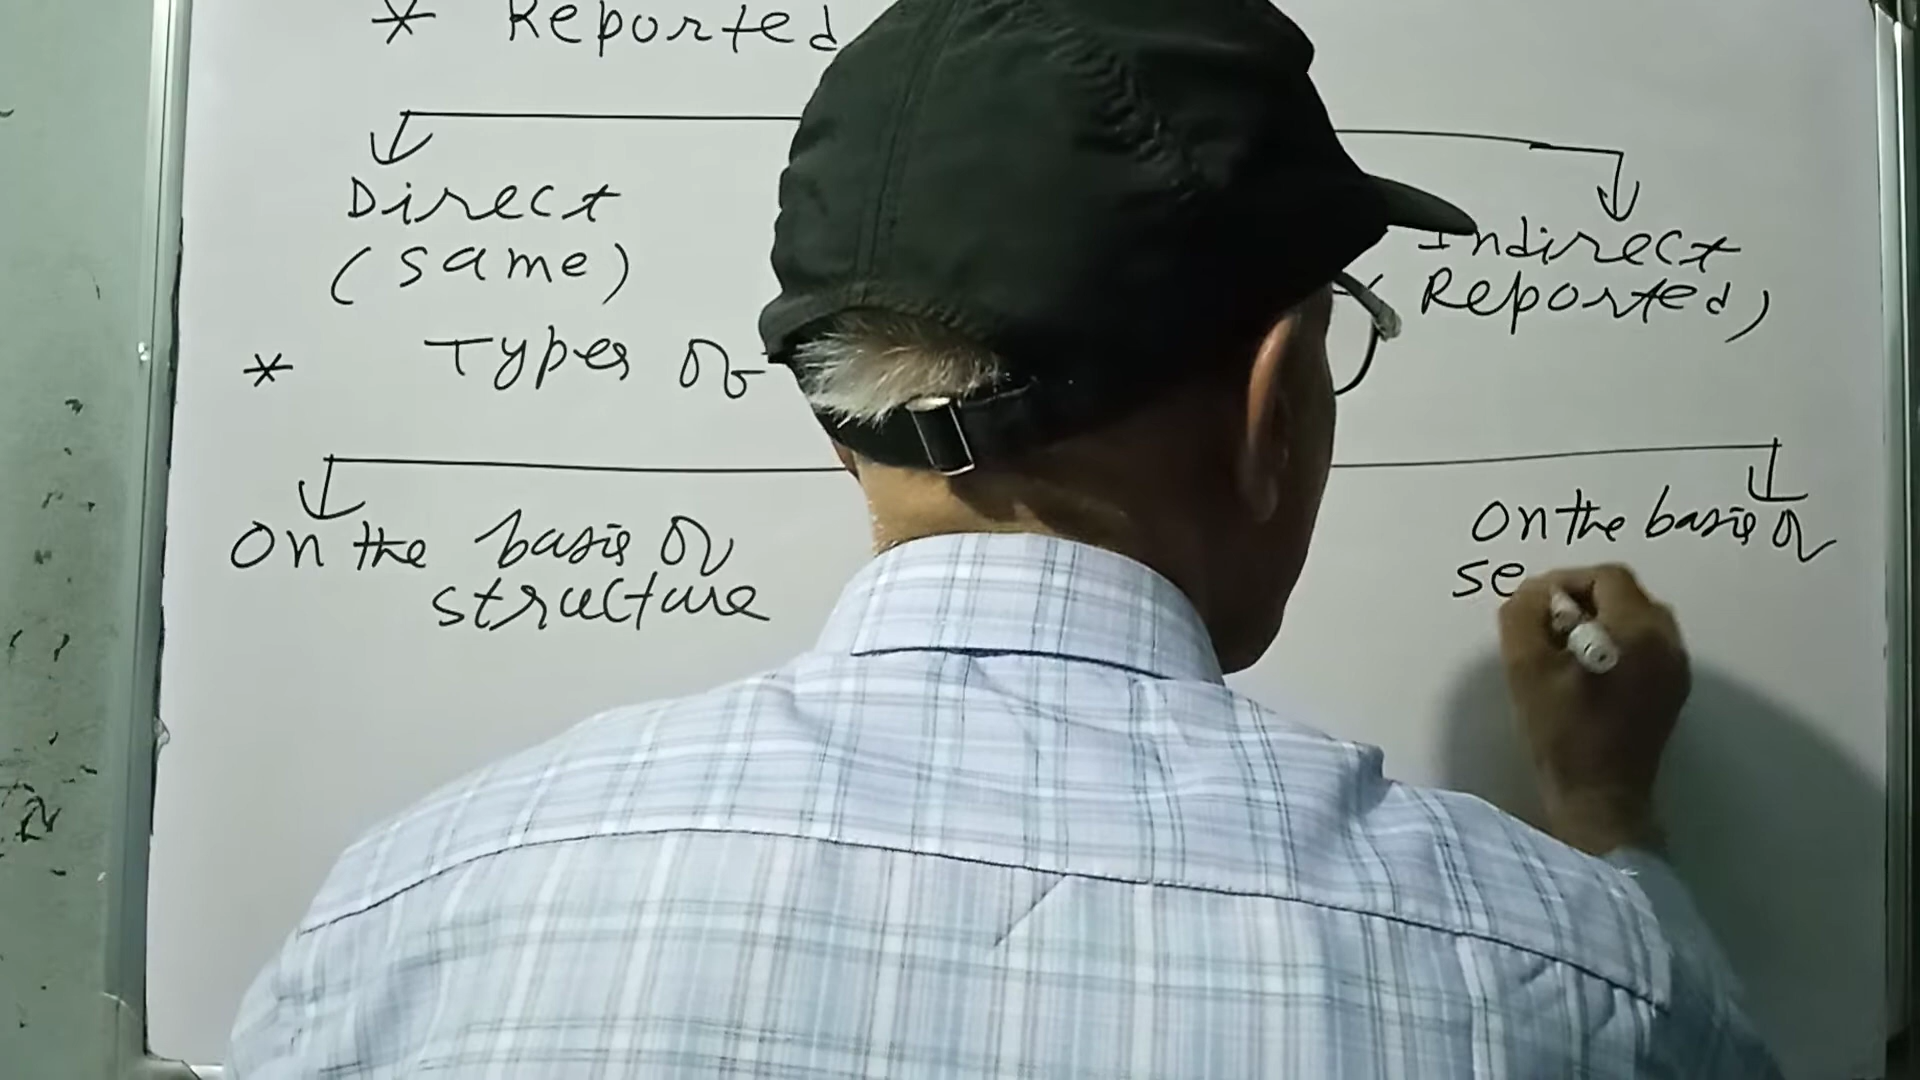 * Reported
Direct
(same)
Indirect
(Reported)
* Types of
On the basis of
structure
On the basis of
se